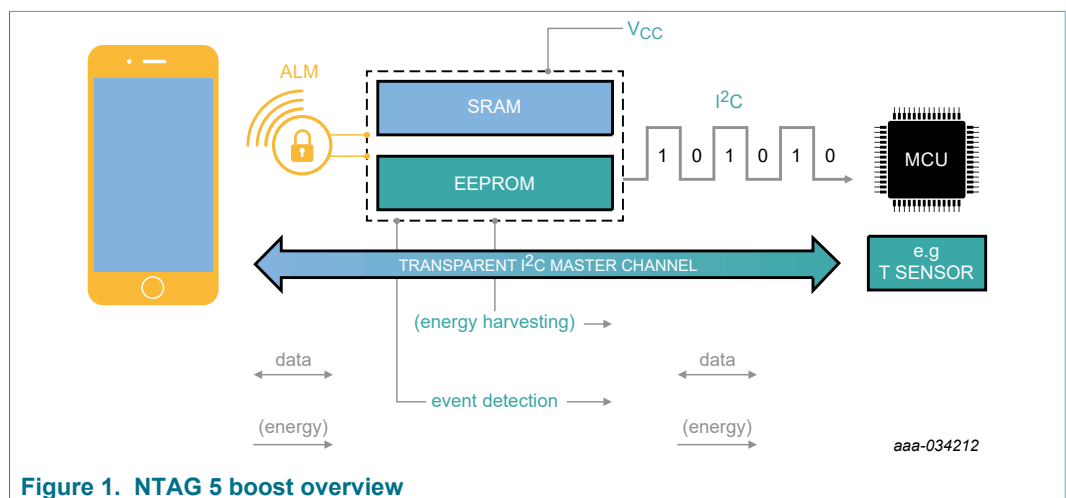 V_CC
ALM
SRAM
I²C
1 0 1 0 1 0
MCU
EEPROM
e.g
T SENSOR
TRANSPARENT I²C MASTER CHANNEL
(energy harvesting)
data
data
event detection
(energy)
(energy)
aaa-034212
Figure 1. NTAG 5 boost overview